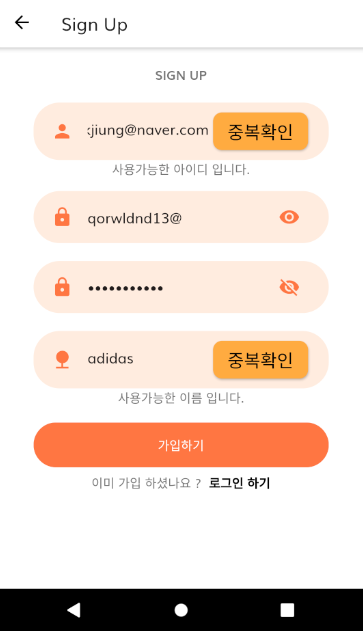 Sign Up
SIGN UP
:jiung@naver.com 중복확인
사용가능한 아이디 입니다.
qorwldnd13@
•••••••••••
adidas 중복확인
사용가능한 이름 입니다.
가입하기
이미 가입 하셨나요 ? 로그인 하기